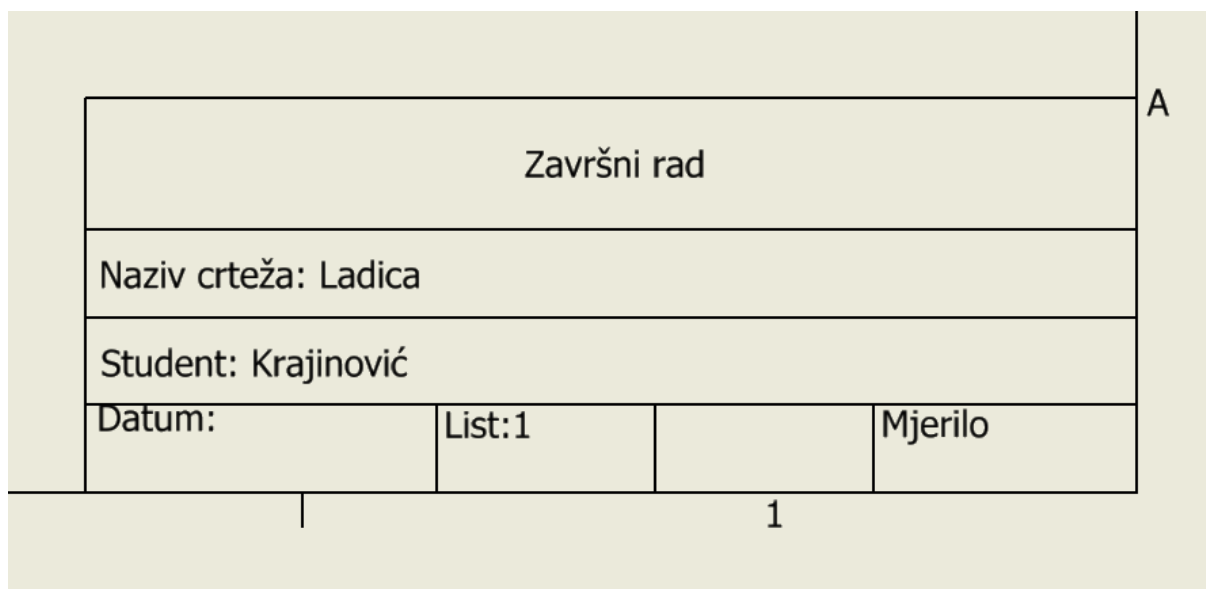 A
Završni rad
Naziv crteža: Ladica
Student: Krajinović
Datum: List:1 Mjerilo
1